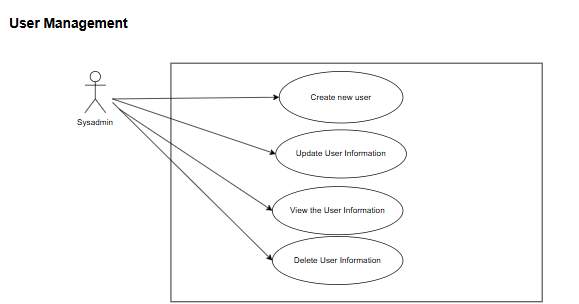 User Management
Sysadmin
Create new user
Update User Information
View the User Information
Delete User Information